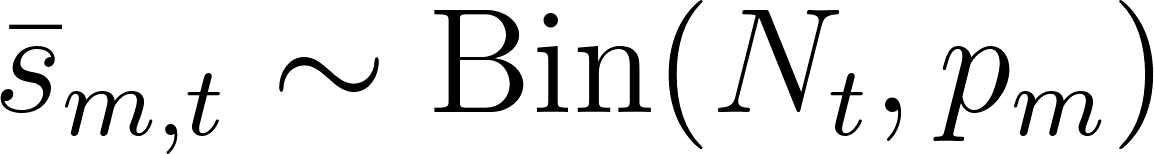 $\bar{s}_{m,t} \sim \mathrm{Bin}(N_t, p_m)$